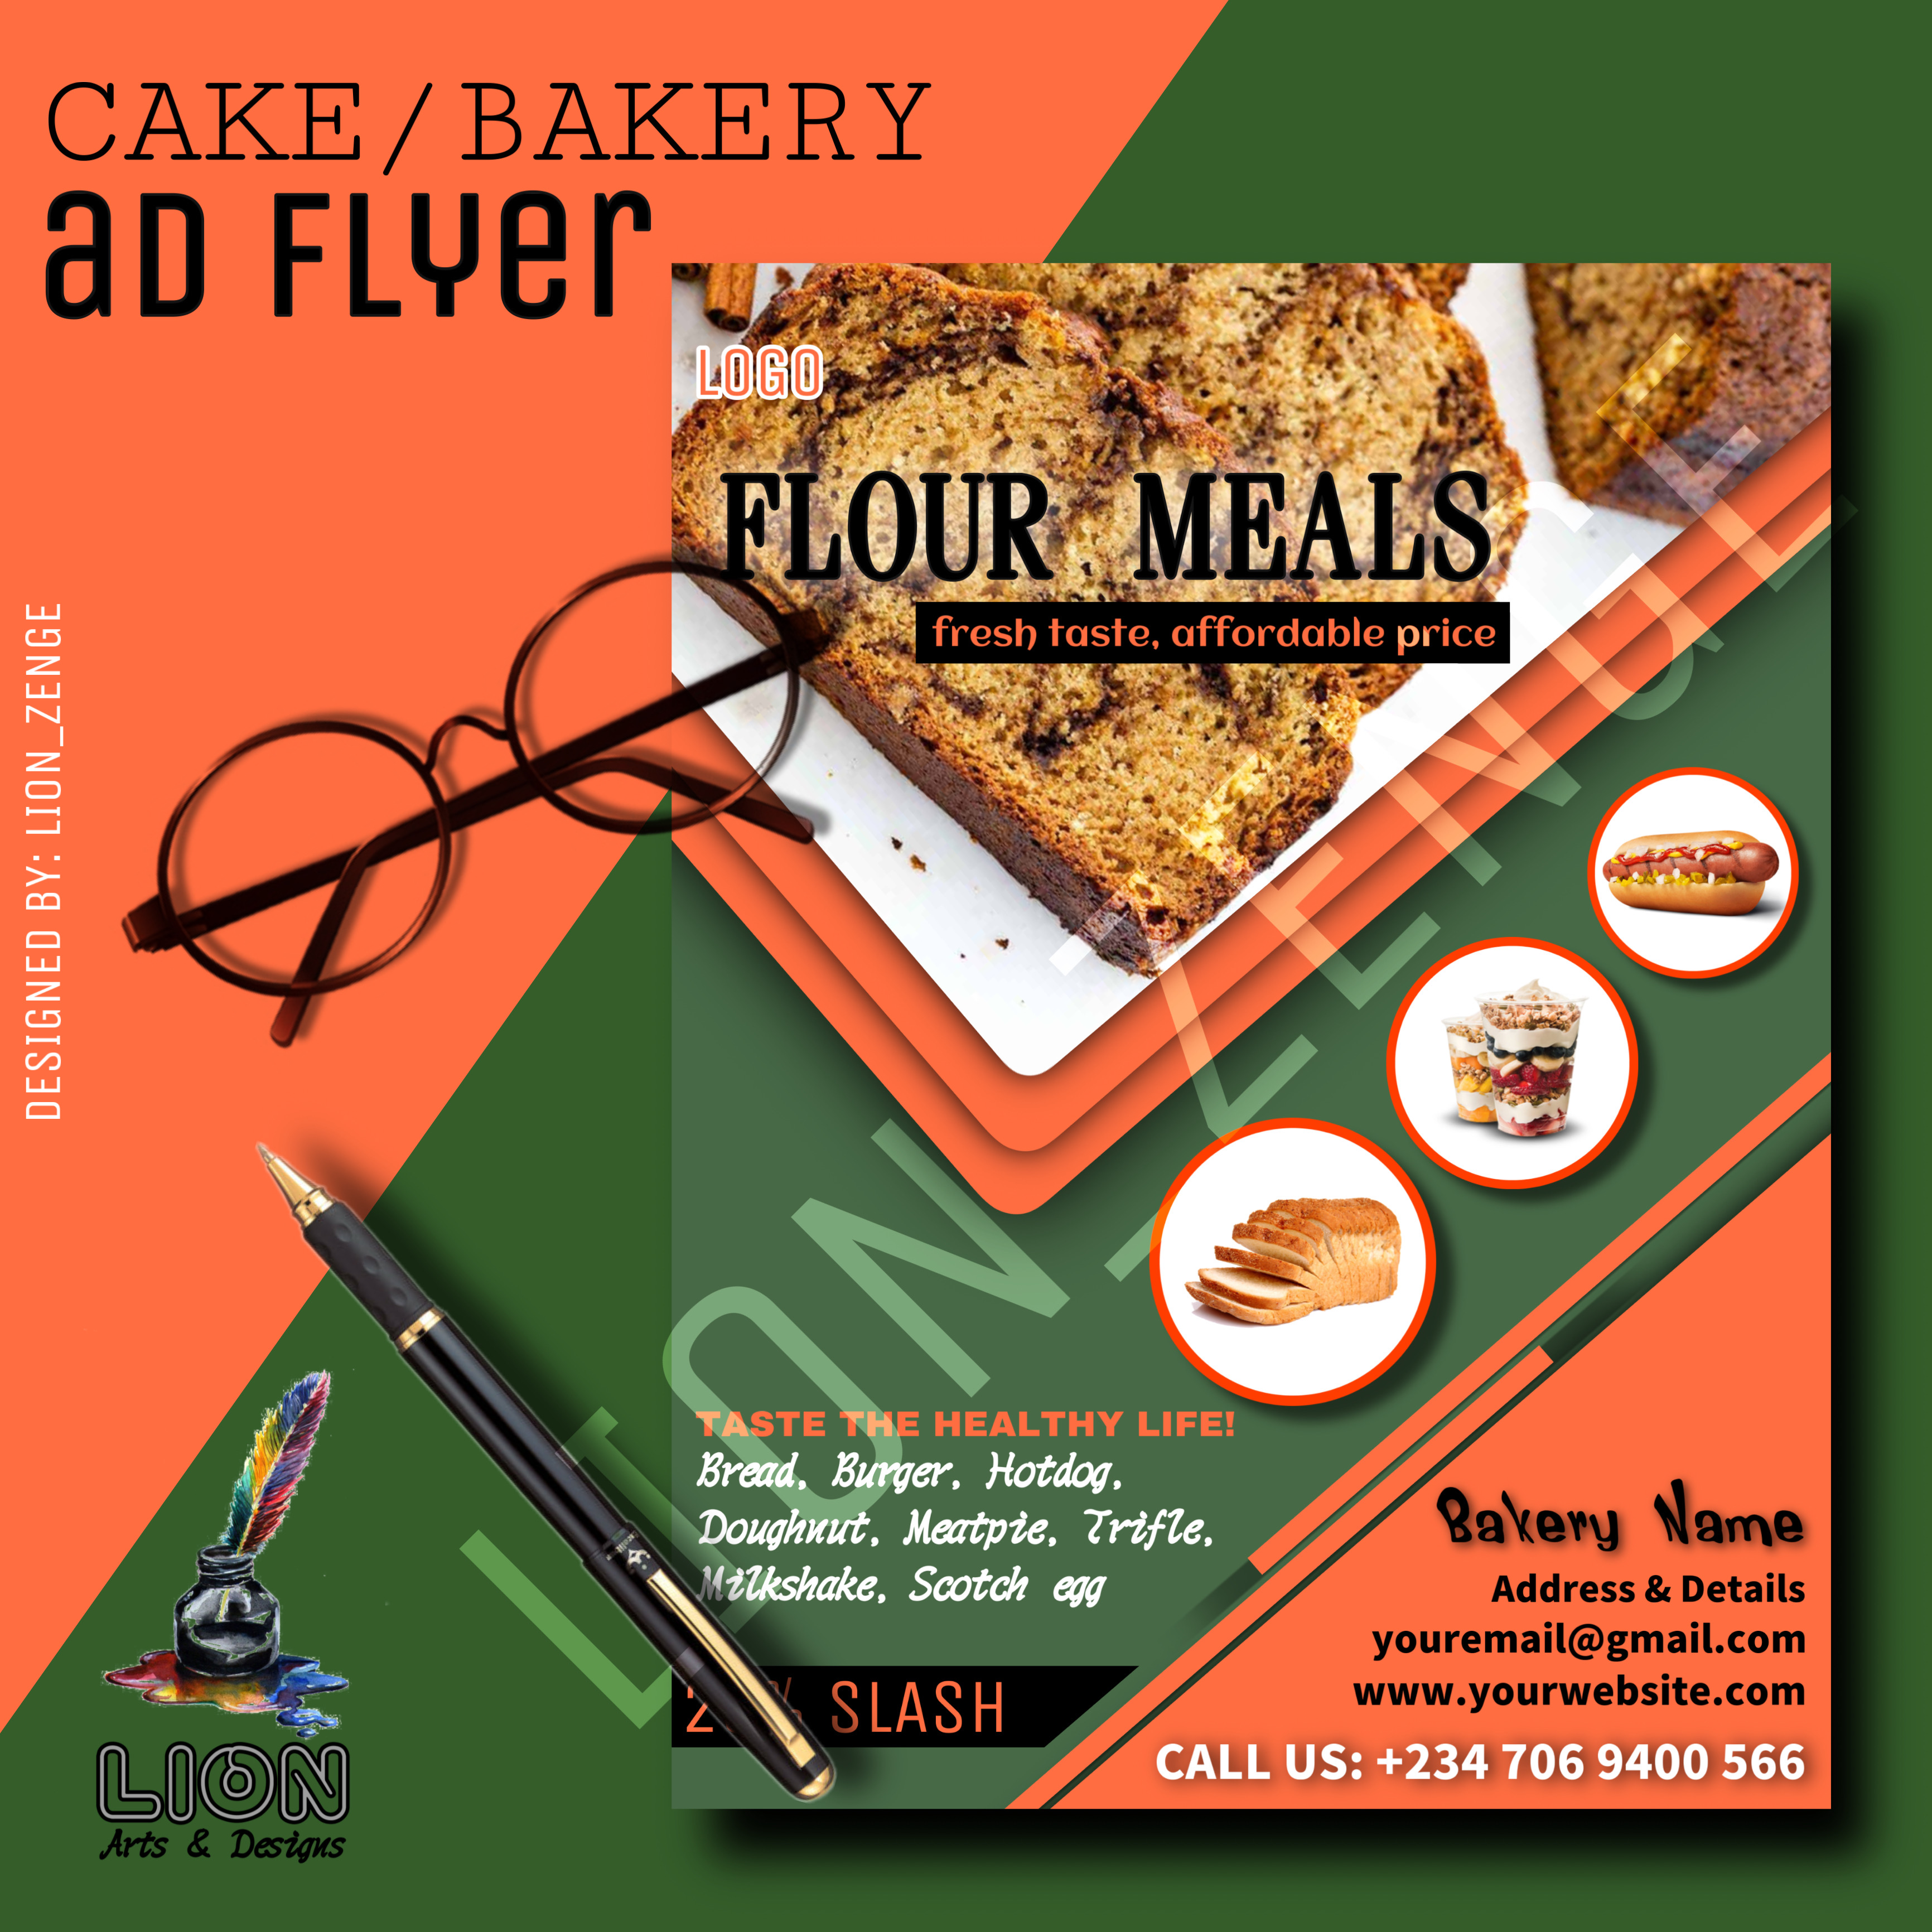 CAKE/BAKERY
aD FLyer
DESIGNED BY: LION_ZENGE
LOGO
FLOUR MEALS
fresh taste, affordable price
LION_ZENGE
TASTE THE HEALTHY LIFE!
Bread, Burger, Hotdog,
Doughnut, Meatpie, Trifle,
Milkshake, Scotch egg
SLASH
Bakery Name
Address & Details
youremail@gmail.com
www.yourwebsite.com
CALL US: +234 706 9400 566
LION
Arts & Designs